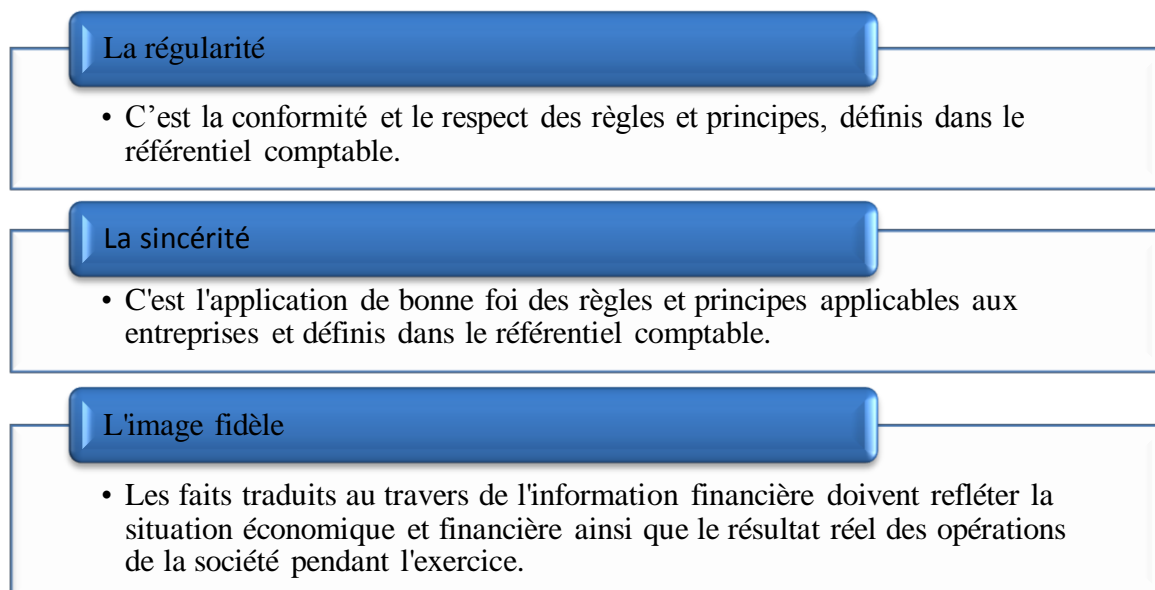 La régularité
• C’est la conformité et le respect des règles et principes, définis dans le
référentiel comptable.
La sincérité
• C'est l'application de bonne foi des règles et principes applicables aux
entreprises et définis dans le référentiel comptable.
L'image fidèle
• Les faits traduits au travers de l'information financière doivent refléter la
situation économique et financière ainsi que le résultat réel des opérations
de la société pendant l'exercice.